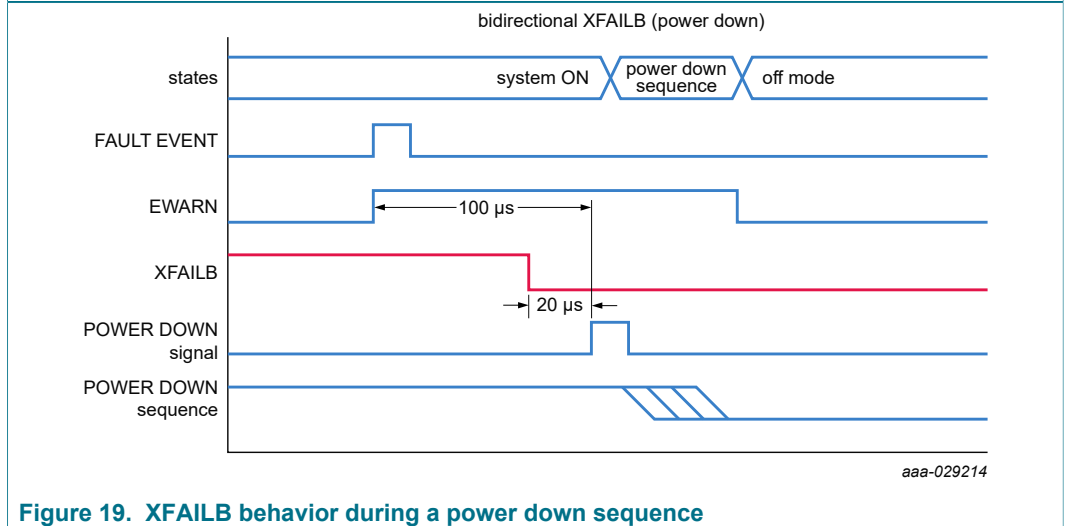 bidirectional XFAILB (power down)
states
system ON
power down
sequence
off mode
FAULT EVENT
EWARN
100 µs
XFAILB
20 µs
POWER DOWN
signal
POWER DOWN
sequence
aaa-029214
Figure 19. XFAILB behavior during a power down sequence